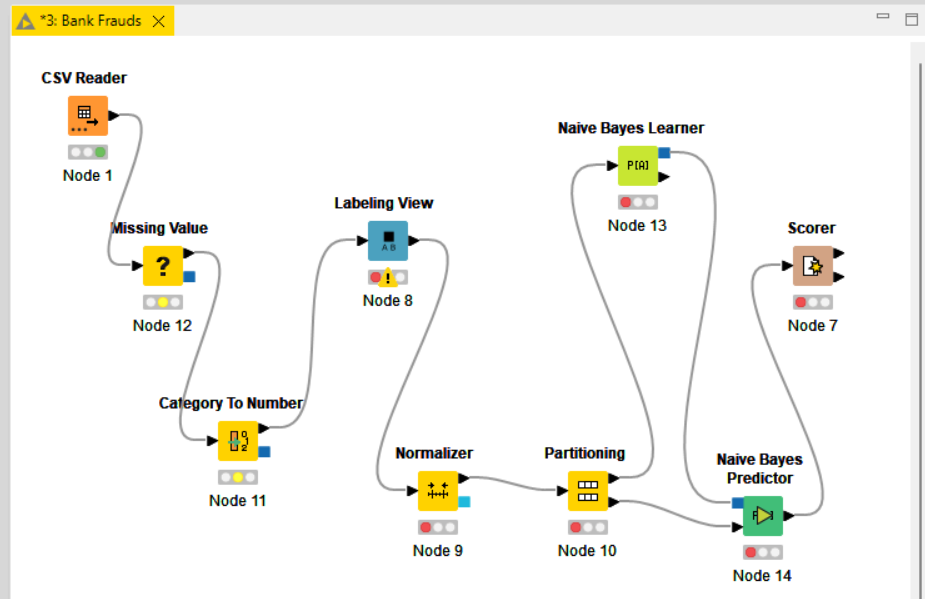 *3: Bank Frauds
CSV Reader
Node 1
Missing Value
?
Node 12
Category To Number
Node 11
Labeling View
A B
Node 8
Normalizer
Node 9
Partitioning
Node 10
Naive Bayes Learner
P[A]
Node 13
Naive Bayes
Predictor
Node 14
Scorer
Node 7